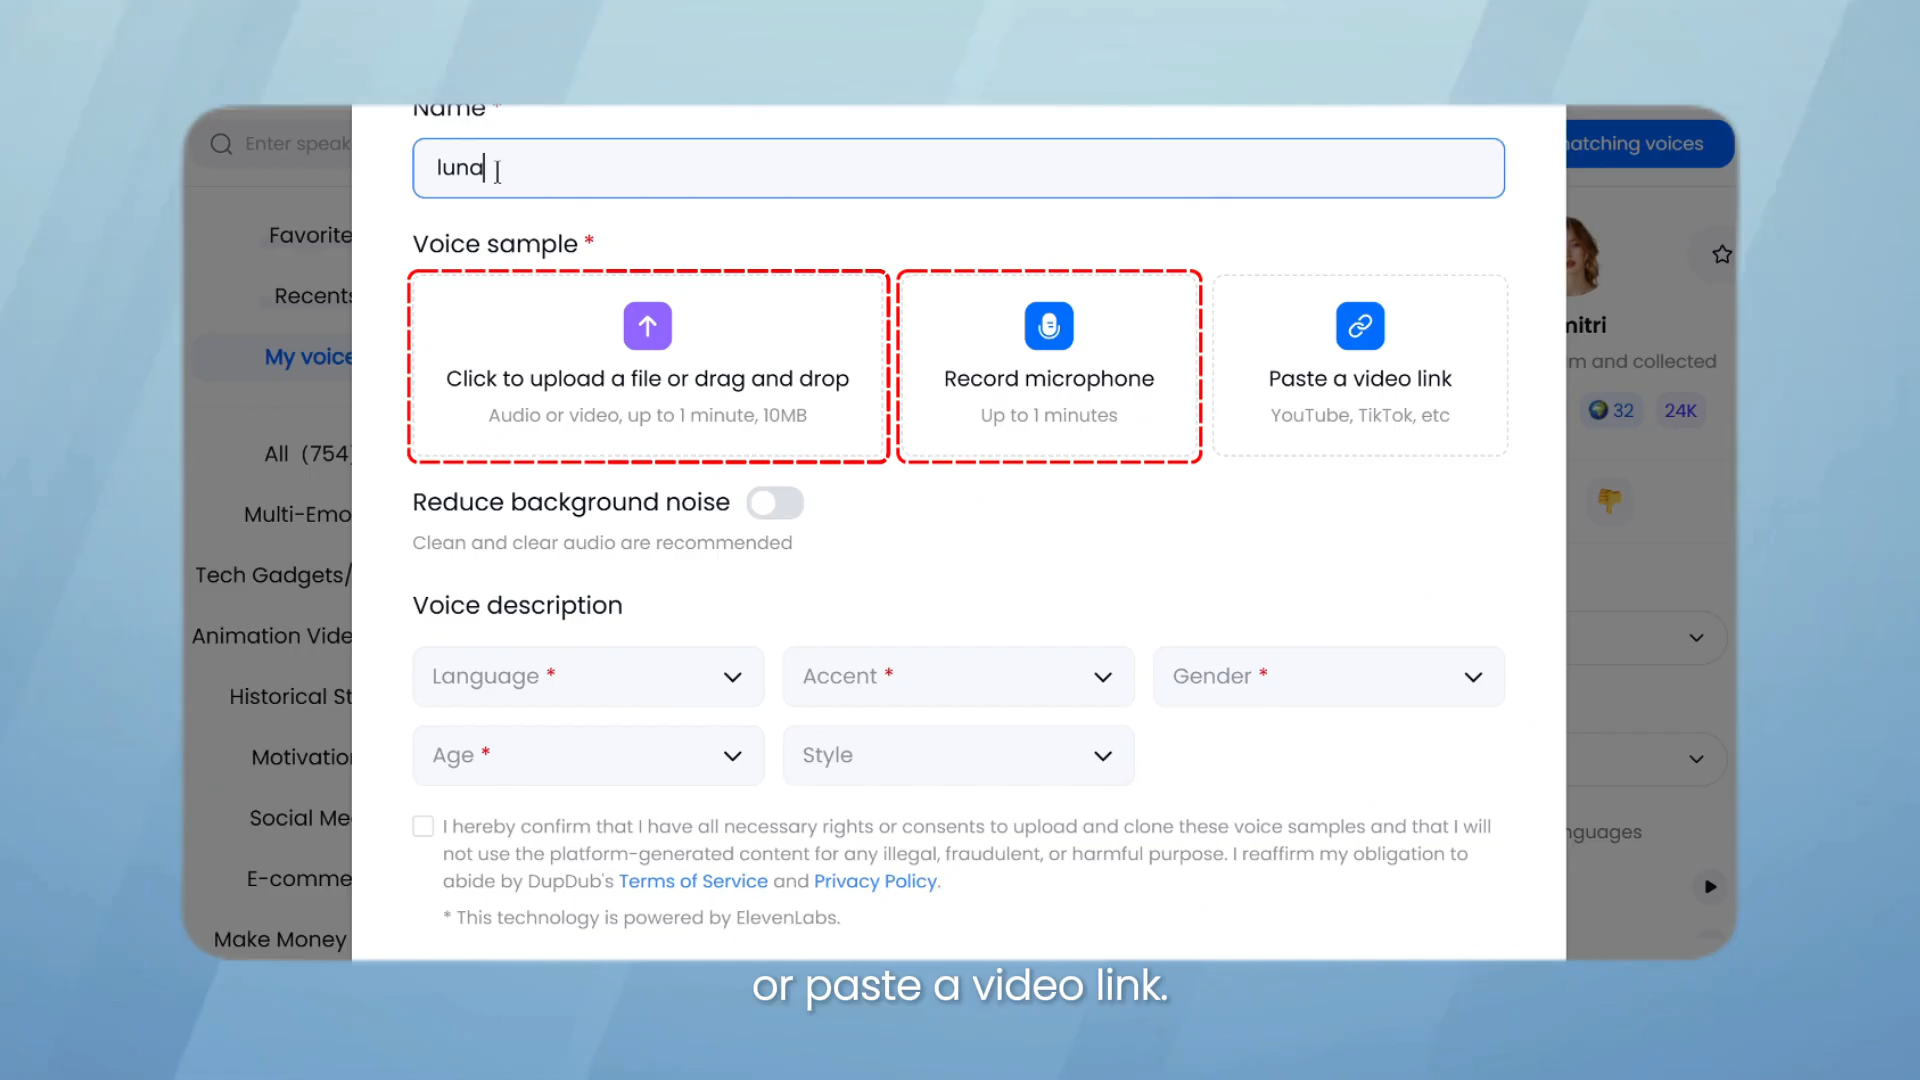 Name *
Enter speak
luna
atching voices
Voice sample *
Favorite
Recents
My voice
Click to upload a file or drag and drop
Audio or video, up to 1 minute, 10MB
Record microphone
Up to 1 minutes
Paste a video link
YouTube, TikTok, etc
nitri
m and collected
32
24K
All (754)
Multi-Emo
Tech Gadgets/
Animation Vide
Historical St
Motivation
Social Me
E-comme
Make Money
Reduce background noise
Clean and clear audio are recommended
Voice description
Language *
Accent *
Gender *
Age *
Style
I hereby confirm that I have all necessary rights or consents to upload and clone these voice samples and that I will
not use the platform-generated content for any illegal, fraudulent, or harmful purpose. I reaffirm my obligation to
abide by DupDub's Terms of Service and Privacy Policy.
* This technology is powered by ElevenLabs.
nguages
or paste a video link.